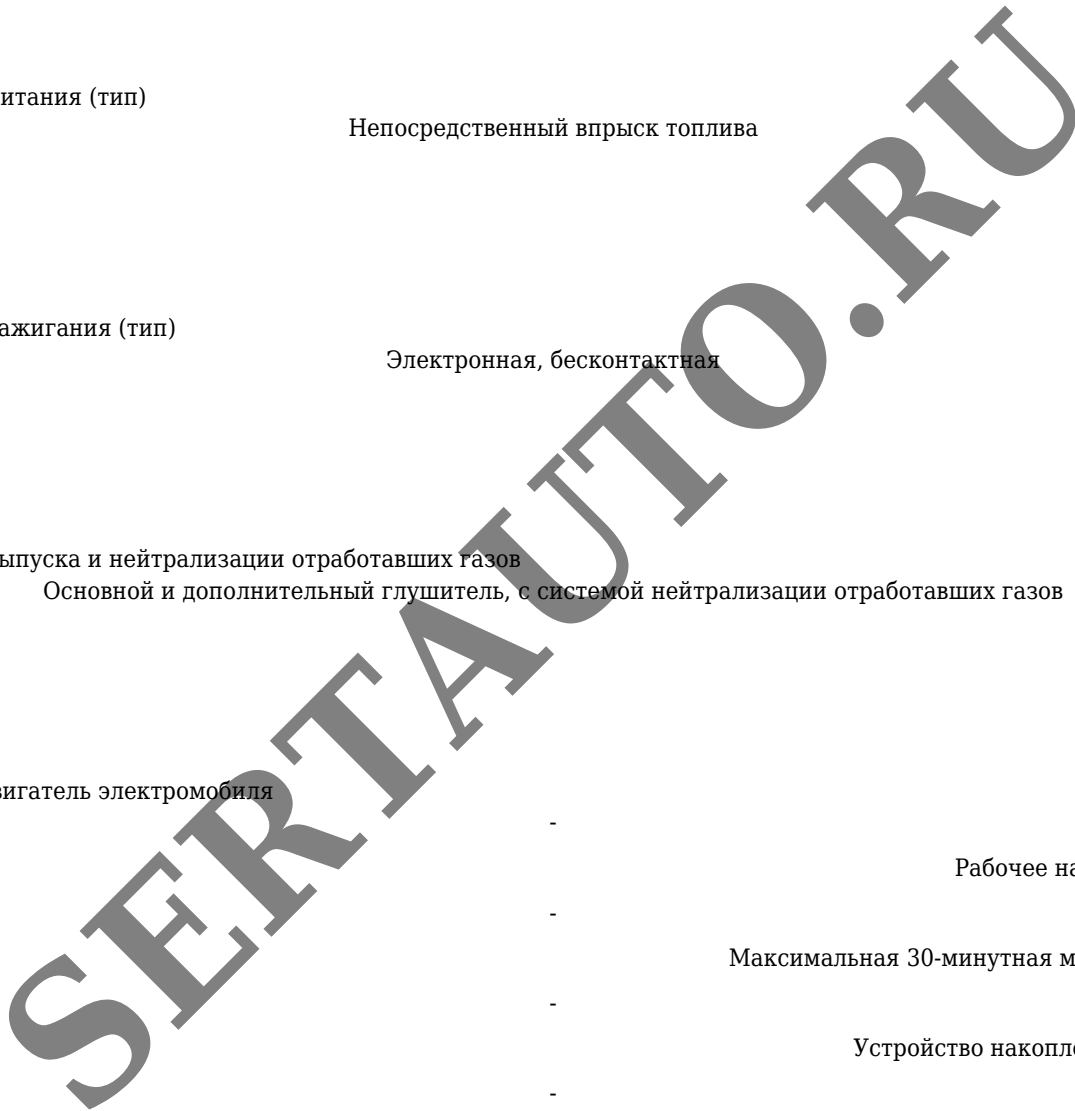 итания (тип)
Непосредственный впрыск топлива
ажигания (тип)
Электронная, бесконтактная
ыпуска и нейтрализации отработавших газов
Основной и дополнительный глушитель, с системой нейтрализации отработавших газов
вигатель электромобиля
-
Рабочее на
-
Максимальная 30-минутная м
-
Устройство накопле
-
SERTAUTO.RU